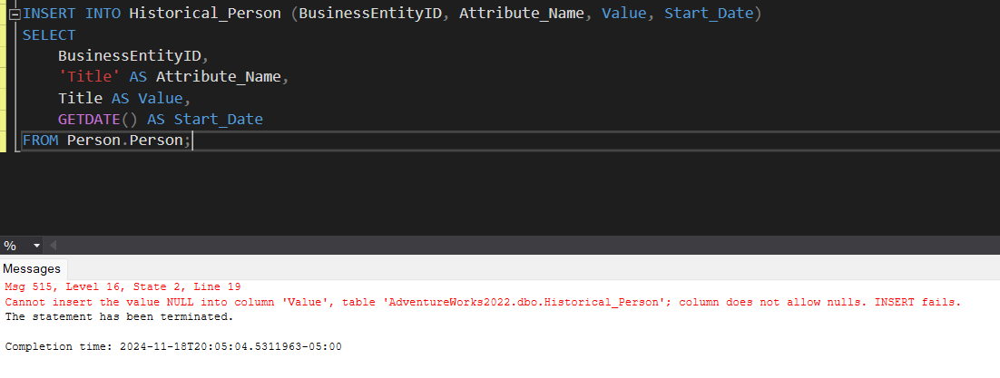 INSERT INTO Historical_Person (BusinessEntityID, Attribute_Name, Value, Start_Date)
SELECT
BusinessEntityID,
'Title' AS Attribute_Name,
Title AS Value,
GETDATE() AS Start_Date
FROM Person.Person;
%
Messages
Msg 515, Level 16, State 2, Line 19
Cannot insert the value NULL into column 'Value', table 'AdventureWorks2022.dbo.Historical_Person'; column does not allow nulls. INSERT fails.
The statement has been terminated.
Completion time: 2024-11-18T20:05:04.5311963-05:00